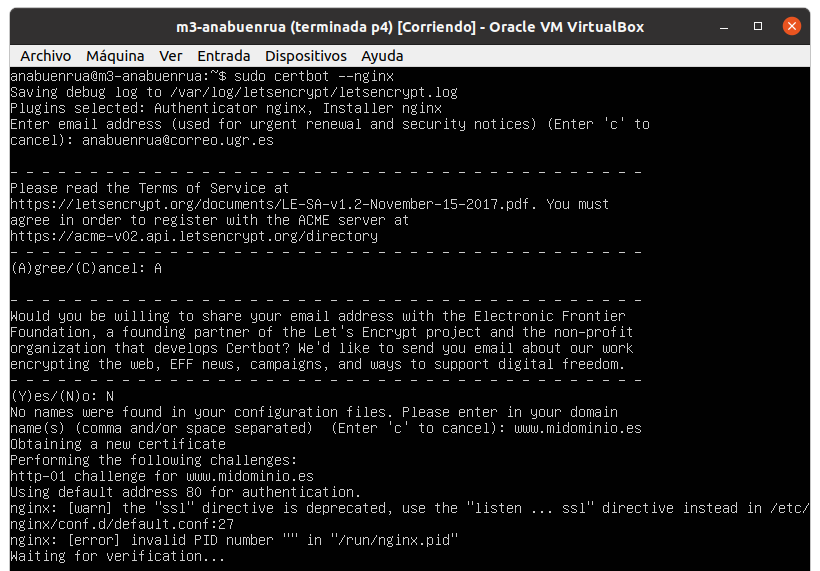 m3-anabuenrua (terminada p4) [Corriendo] - Oracle VM VirtualBox
Archivo Máquina Ver Entrada Dispositivos Ayuda
anabuenrua@m3-anabuenrua:~$ sudo certbot --nginx
Saving debug log to /var/log/letsencrypt/letsencrypt.log
Plugins selected: Authenticator nginx, Installer nginx
Enter email address (used for urgent renewal and security notices) (Enter 'c' to
cancel): anabuenrua@correo.ugr.es
- - - - - - - - - - - - - - - - - - - - - - - - - - - - - - - - - - - - - - - -
Please read the Terms of Service at
https://letsencrypt.org/documents/LE-SA-v1.2-November-15-2017.pdf. You must
agree in order to register with the ACME server at
https://acme-v02.api.letsencrypt.org/directory
- - - - - - - - - - - - - - - - - - - - - - - - - - - - - - - - - - - - - - - -
(A)gree/(C)ancel: A
- - - - - - - - - - - - - - - - - - - - - - - - - - - - - - - - - - - - - - - -
Would you be willing to share your email address with the Electronic Frontier
Foundation, a founding partner of the Let's Encrypt project and the non-profit
organization that develops Certbot? We'd like to send you email about our work
encrypting the web, EFF news, campaigns, and ways to support digital freedom.
- - - - - - - - - - - - - - - - - - - - - - - - - - - - - - - - - - - - - - - -
(Y)es/(N)o: N
No names were found in your configuration files. Please enter in your domain
name(s) (comma and/or space separated)  (Enter 'c' to cancel): www.midominio.es
Obtaining a new certificate
Performing the following challenges:
http-01 challenge for www.midominio.es
Using default address 80 for authentication.
nginx: [warn] the "ssl" directive is deprecated, use the "listen ... ssl" directive instead in /etc/
nginx/conf.d/default.conf:27
nginx: [error] invalid PID number "" in "/run/nginx.pid"
Waiting for verification...